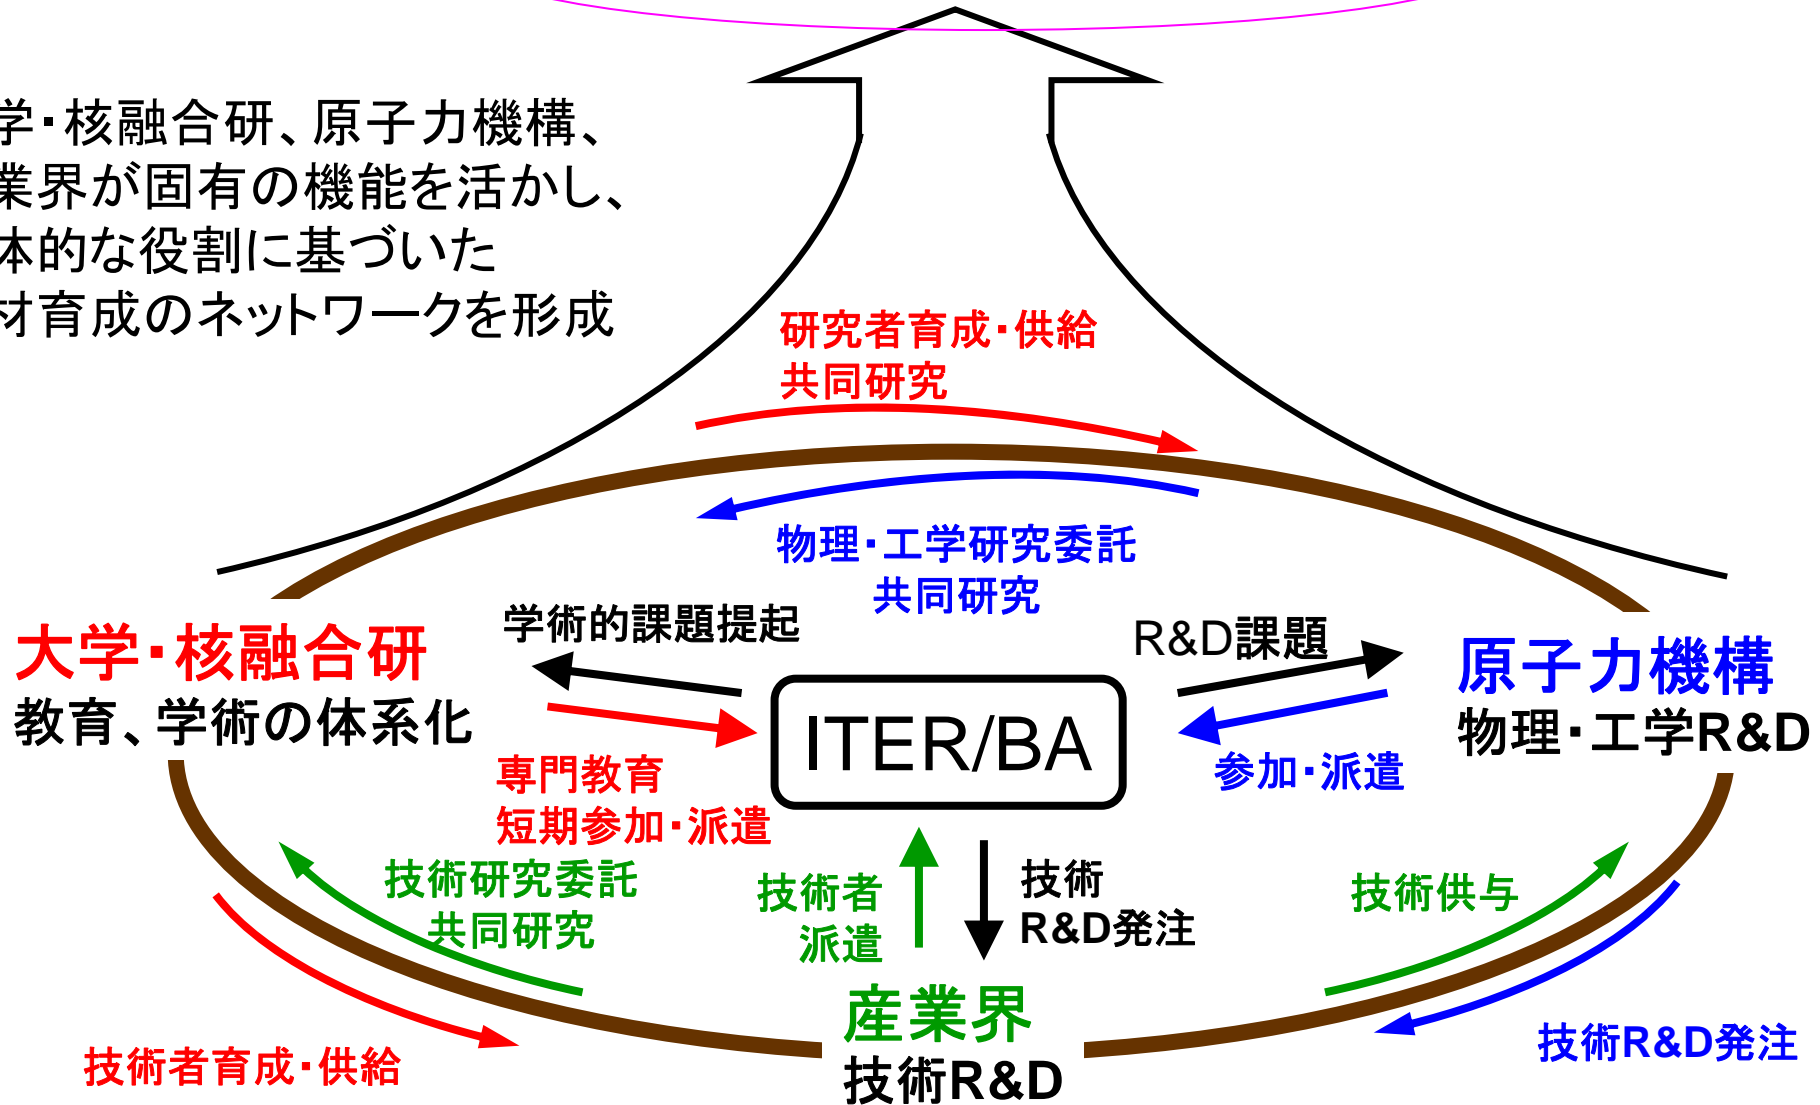 学・核融合研、原子力機構、
業界が固有の機能を活かし、
体的な役割に基づいた
材育成のネットワークを形成
研究者育成・供給
共同研究
物理・工学研究委託
共同研究
学術的課題提起
R&D課題
大学・核融合研
教育、学術の体系化
ITER/BA
原子力機構
物理・工学R&D
専門教育
短期参加・派遣
参加・派遣
技術研究委託
共同研究
技術者
派遣
技術
R&D発注
技術供与
産業界
技術R&D
技術者育成・供給
技術R&D発注